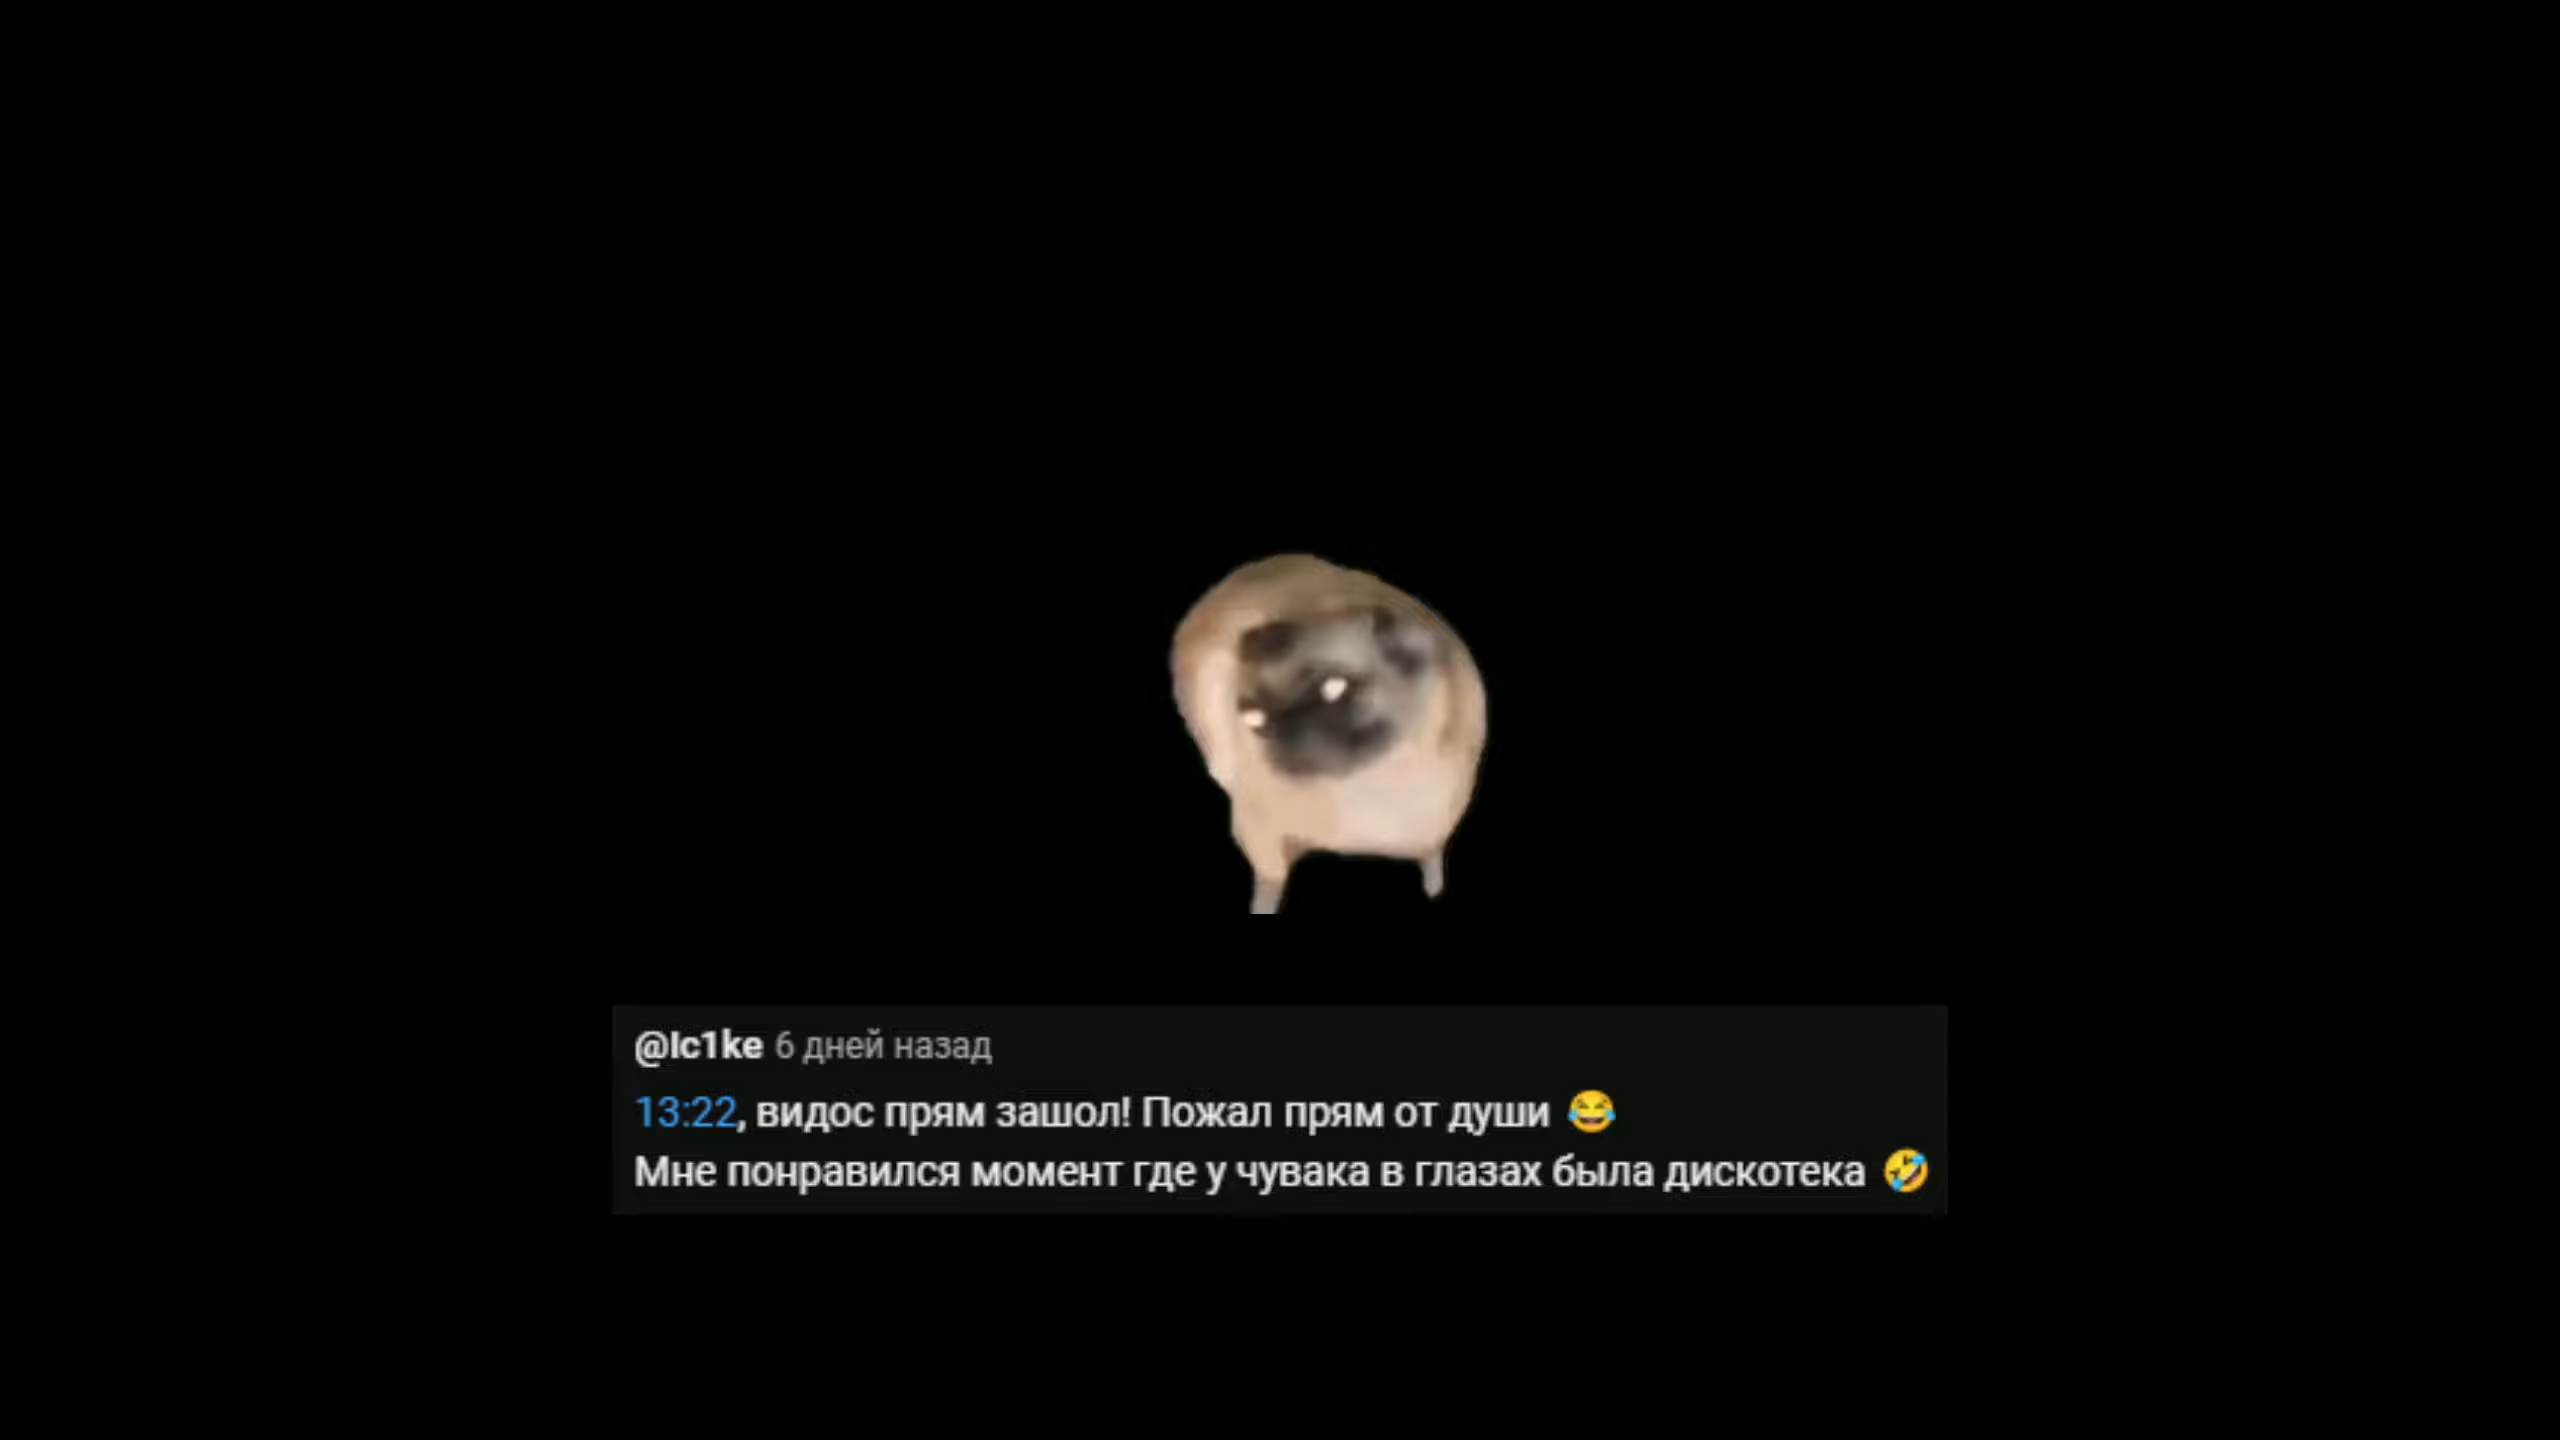 @lc1ke 6 дней назад
13:22, видос прям зашол! Пожал прям от души 😂
Мне понравился момент где у чувака в глазах была дискотека 🤣